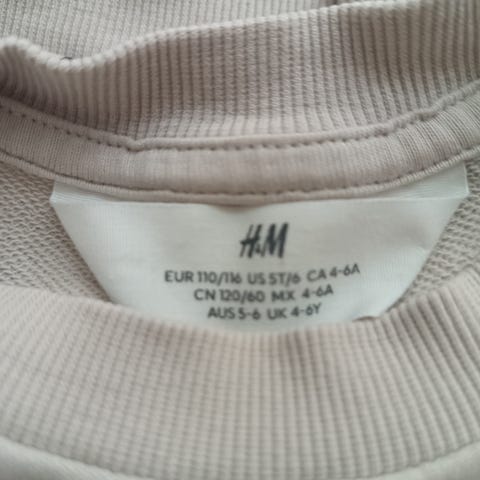 H&M
EUR 110/116 US 5T/6 CA 4-6A
CN 120/60 MX 4-6A
AUS 5-6 UK 4-6Y